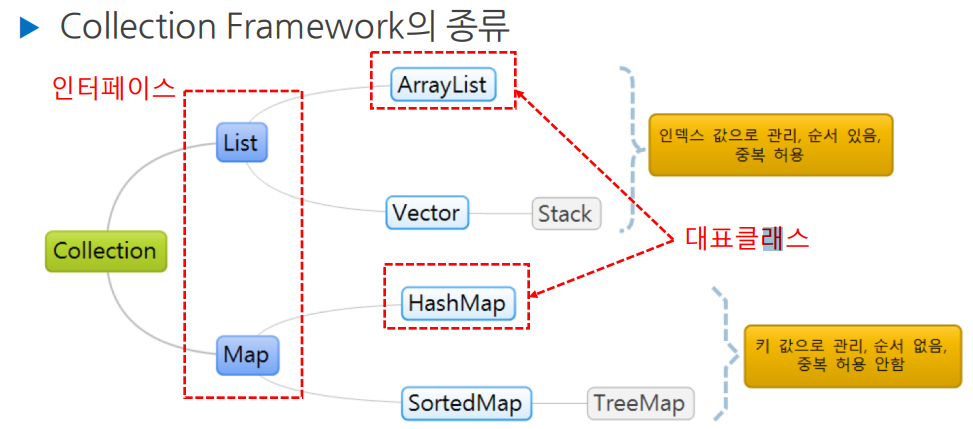 ▶ Collection Framework의 종류
인터페이스
ArrayList
List
인덱스 값으로 관리, 순서 있음,
중복 허용
Vector
Stack
대표클래스
Collection
HashMap
Map
키 값으로 관리, 순서 없음,
중복 허용 안함
SortedMap
TreeMap